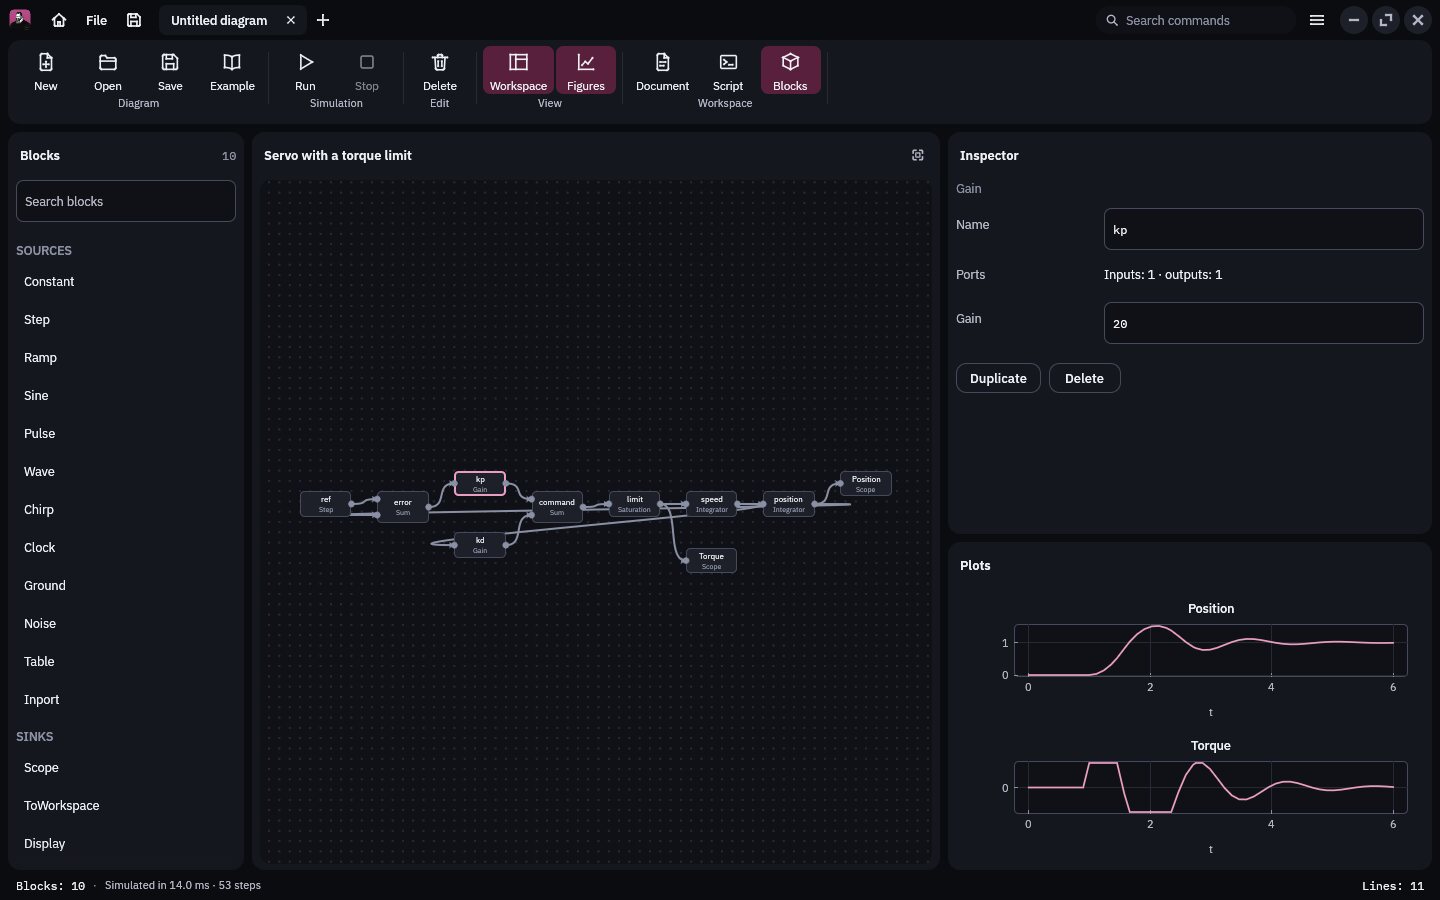 File
Untitled diagram
Search commands
New
Open
Save
Example
Run
Stop
Delete
Workspace
Figures
Document
Script
Blocks
Diagram
Simulation
Edit
View
Workspace
Blocks
10
Search blocks
SOURCES
Constant
Step
Ramp
Sine
Pulse
Wave
Chirp
Clock
Ground
Noise
Table
Inport
SINKS
Scope
ToWorkspace
Display
Servo with a torque limit
ref
Step
error
Sum
kp
Gain
kd
Gain
command
Sum
limit
Saturation
speed
Integrator
position
Integrator
Position
Scope
Torque
Scope
Inspector
Gain
Name
kp
Ports
Inputs: 1 · outputs: 1
Gain
20
Duplicate
Delete
Plots
Position
1
0
0 2 4 6
t
Torque
0
0 2 4 6
t
Blocks: 10 · Simulated in 14.0 ms · 53 steps
Lines: 11